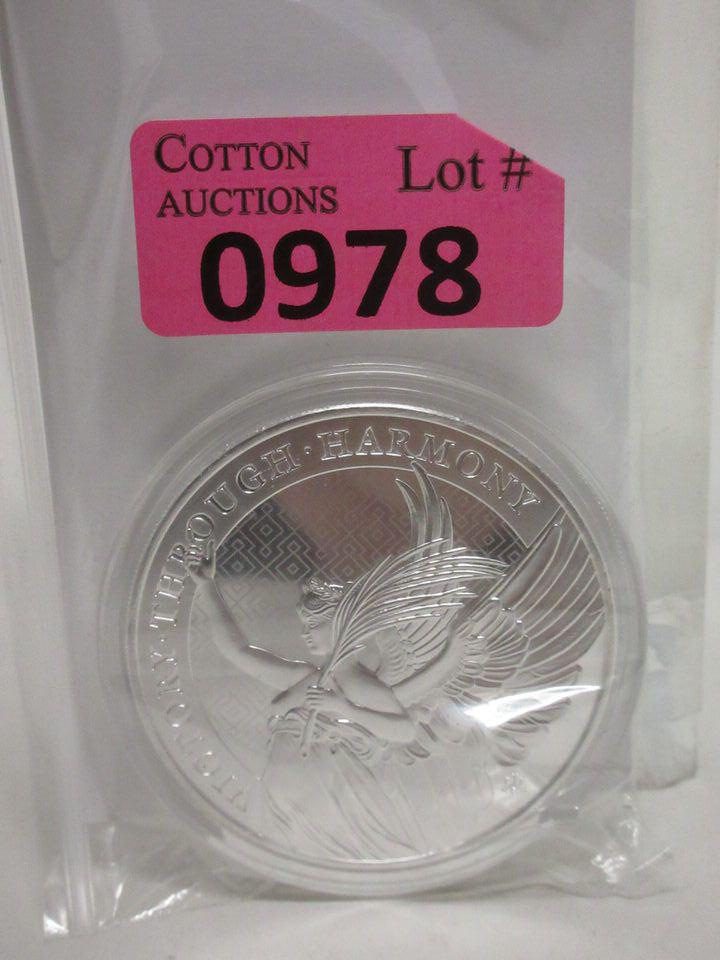 COTTON
AUCTIONS
Lot #
0978
VICTORY · THROUGH · HARMONY